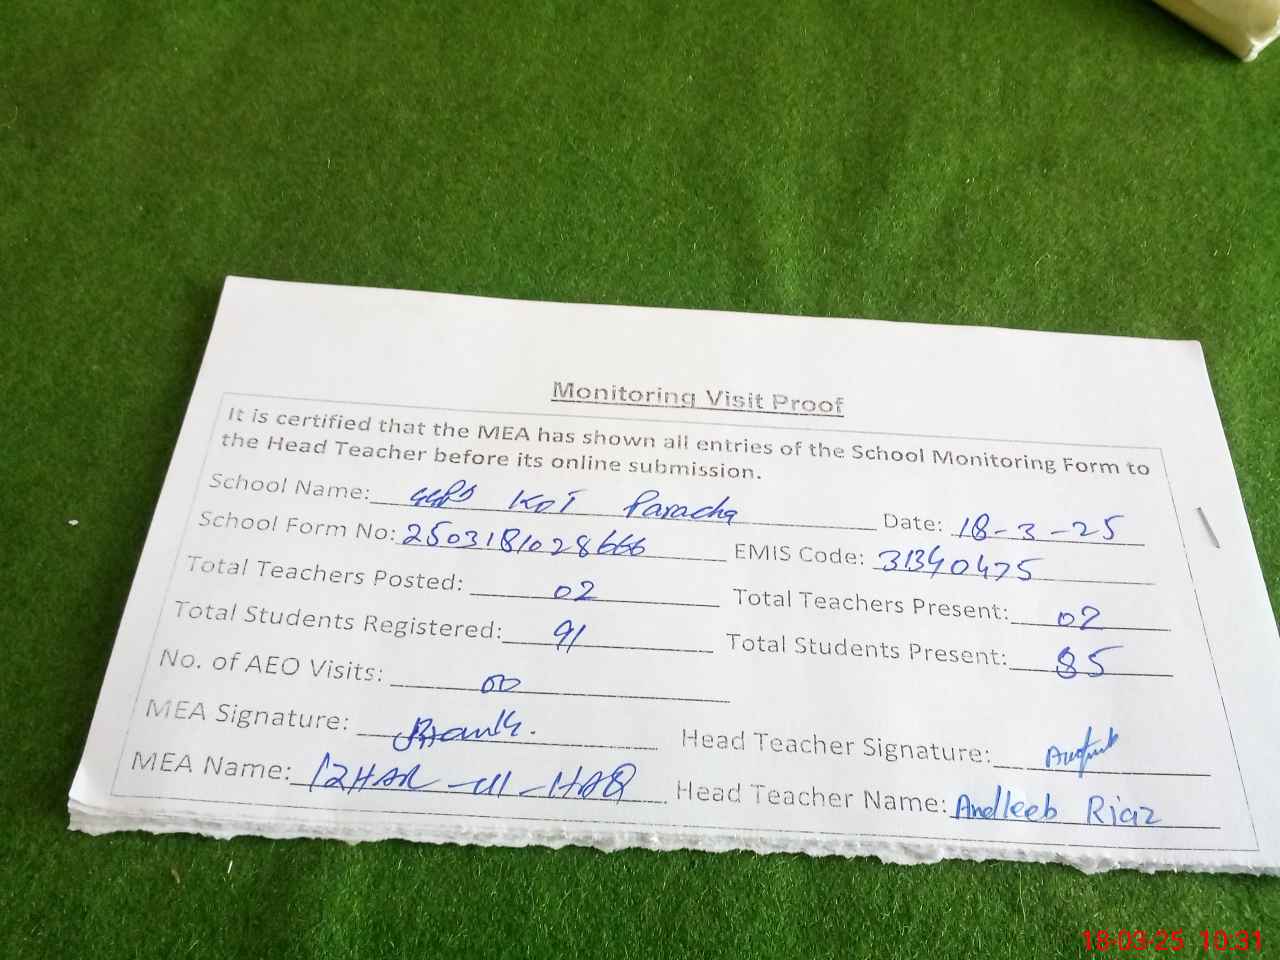 Monitoring Visit Proof
It is certified that the MEA has shown all entries of the School Monitoring Form to
the Head Teacher before its online submission.
School Name: GGPS KOT Paracha Date: 18-3-25
School Form No: 2503181028666 EMIS Code: 31340475
Total Teachers Posted: 02 Total Teachers Present: 02
Total Students Registered: 91 Total Students Present: 85
No. of AEO Visits: 00
MEA Signature: Head Teacher Signature:
MEA Name: IZHAR-Ul-HAQ Head Teacher Name: Andleeb Riaz
18-03-25 10:31